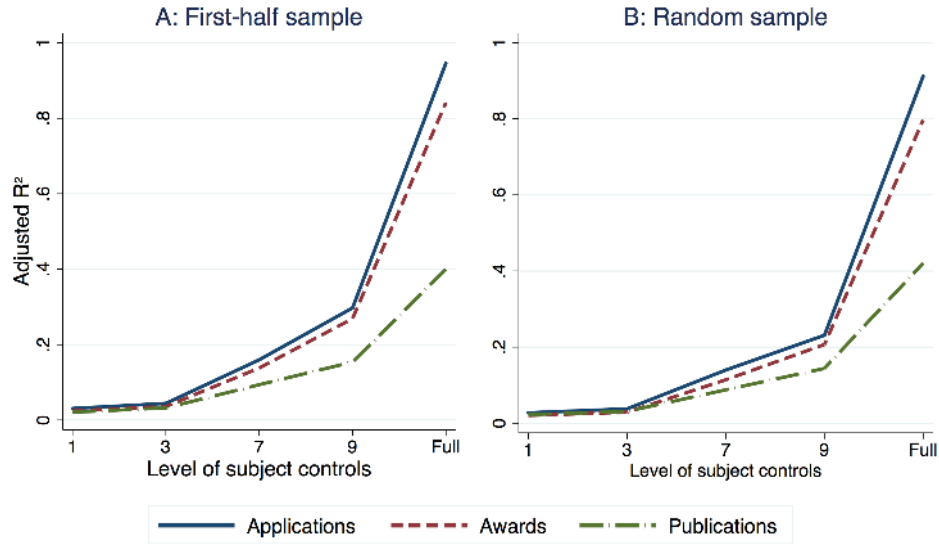 A: First-half sample
B: Random sample
Adjusted R²
1
.8
.6
.4
.2
0
1 3 7 9 Full
Level of subject controls
1
.8
.6
.4
.2
0
1 3 7 9 Full
Level of subject controls
Applications Awards Publications